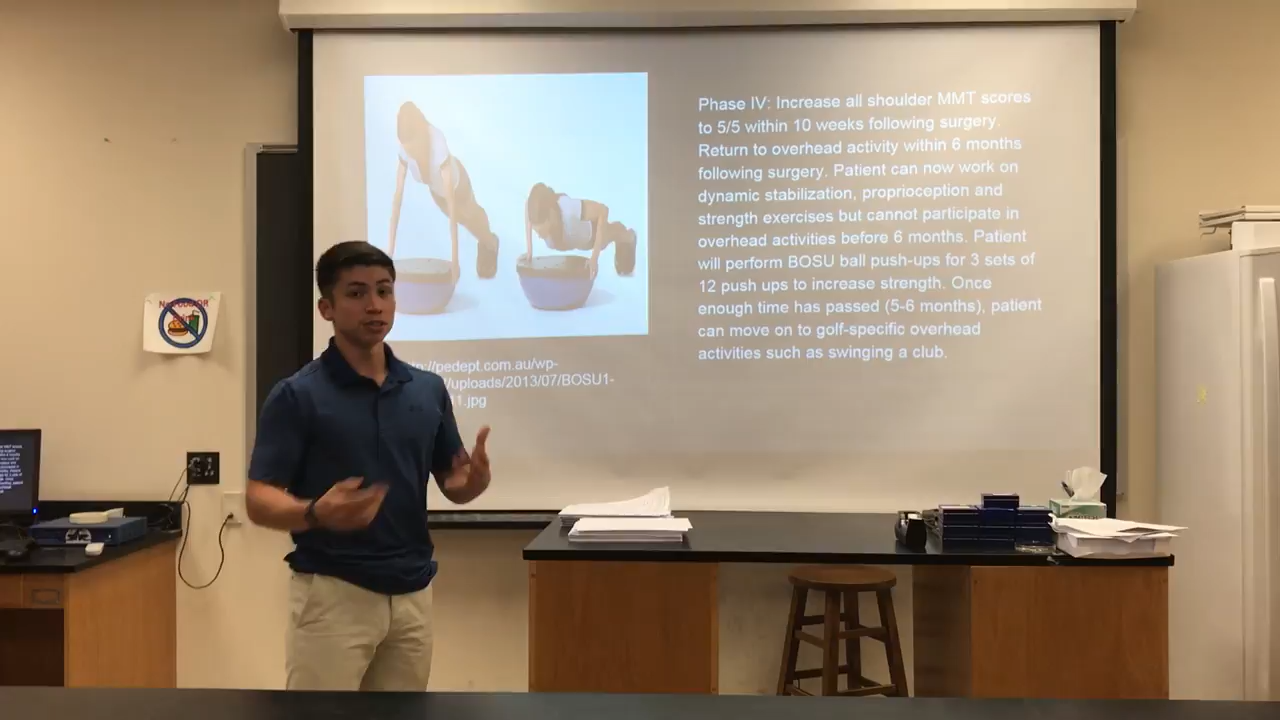 Phase IV: Increase all shoulder MMT scores
to 5/5 within 10 weeks following surgery.
Return to overhead activity within 6 months
following surgery. Patient can now work on
dynamic stabilization, proprioception and
strength exercises but cannot participate in
overhead activities before 6 months. Patient
will perform BOSU ball push-ups for 3 sets of
12 push ups to increase strength. Once
enough time has passed (5-6 months), patient
can move on to golf-specific overhead
activities such as swinging a club.
://pedept.com.au/wp-
/uploads/2013/07/BOSU1-
11.jpg